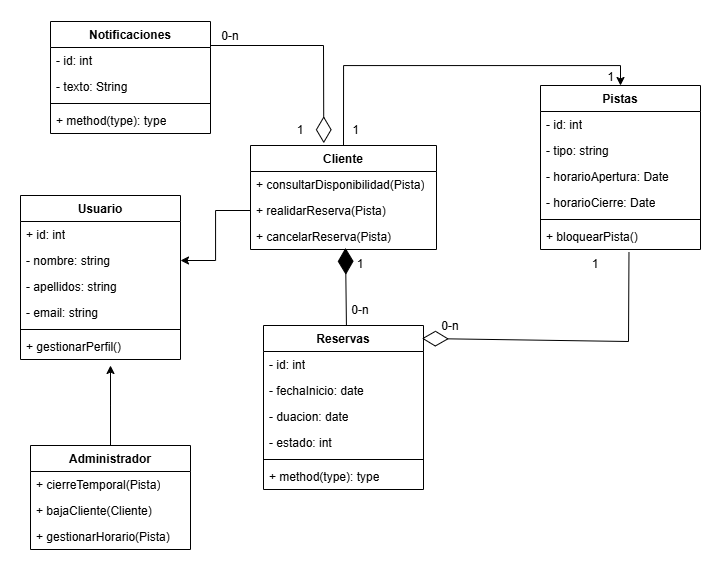 Notificaciones
- id: int
- texto: String
+ method(type): type
0-n
1
1
1
Pistas
- id: int
- tipo: string
- horarioApertura: Date
- horarioCierre: Date
+ bloquearPista()
1
Cliente
+ consultarDisponibilidad(Pista)
+ realidarReserva(Pista)
+ cancelarReserva(Pista)
1
0-n
Usuario
+ id: int
- nombre: string
- apellidos: string
- email: string
+ gestionarPerfil()
Reservas
- id: int
- fechaInicio: date
- duacion: date
- estado: int
+ method(type): type
0-n
Administrador
+ cierreTemporal(Pista)
+ bajaCliente(Cliente)
+ gestionarHorario(Pista)